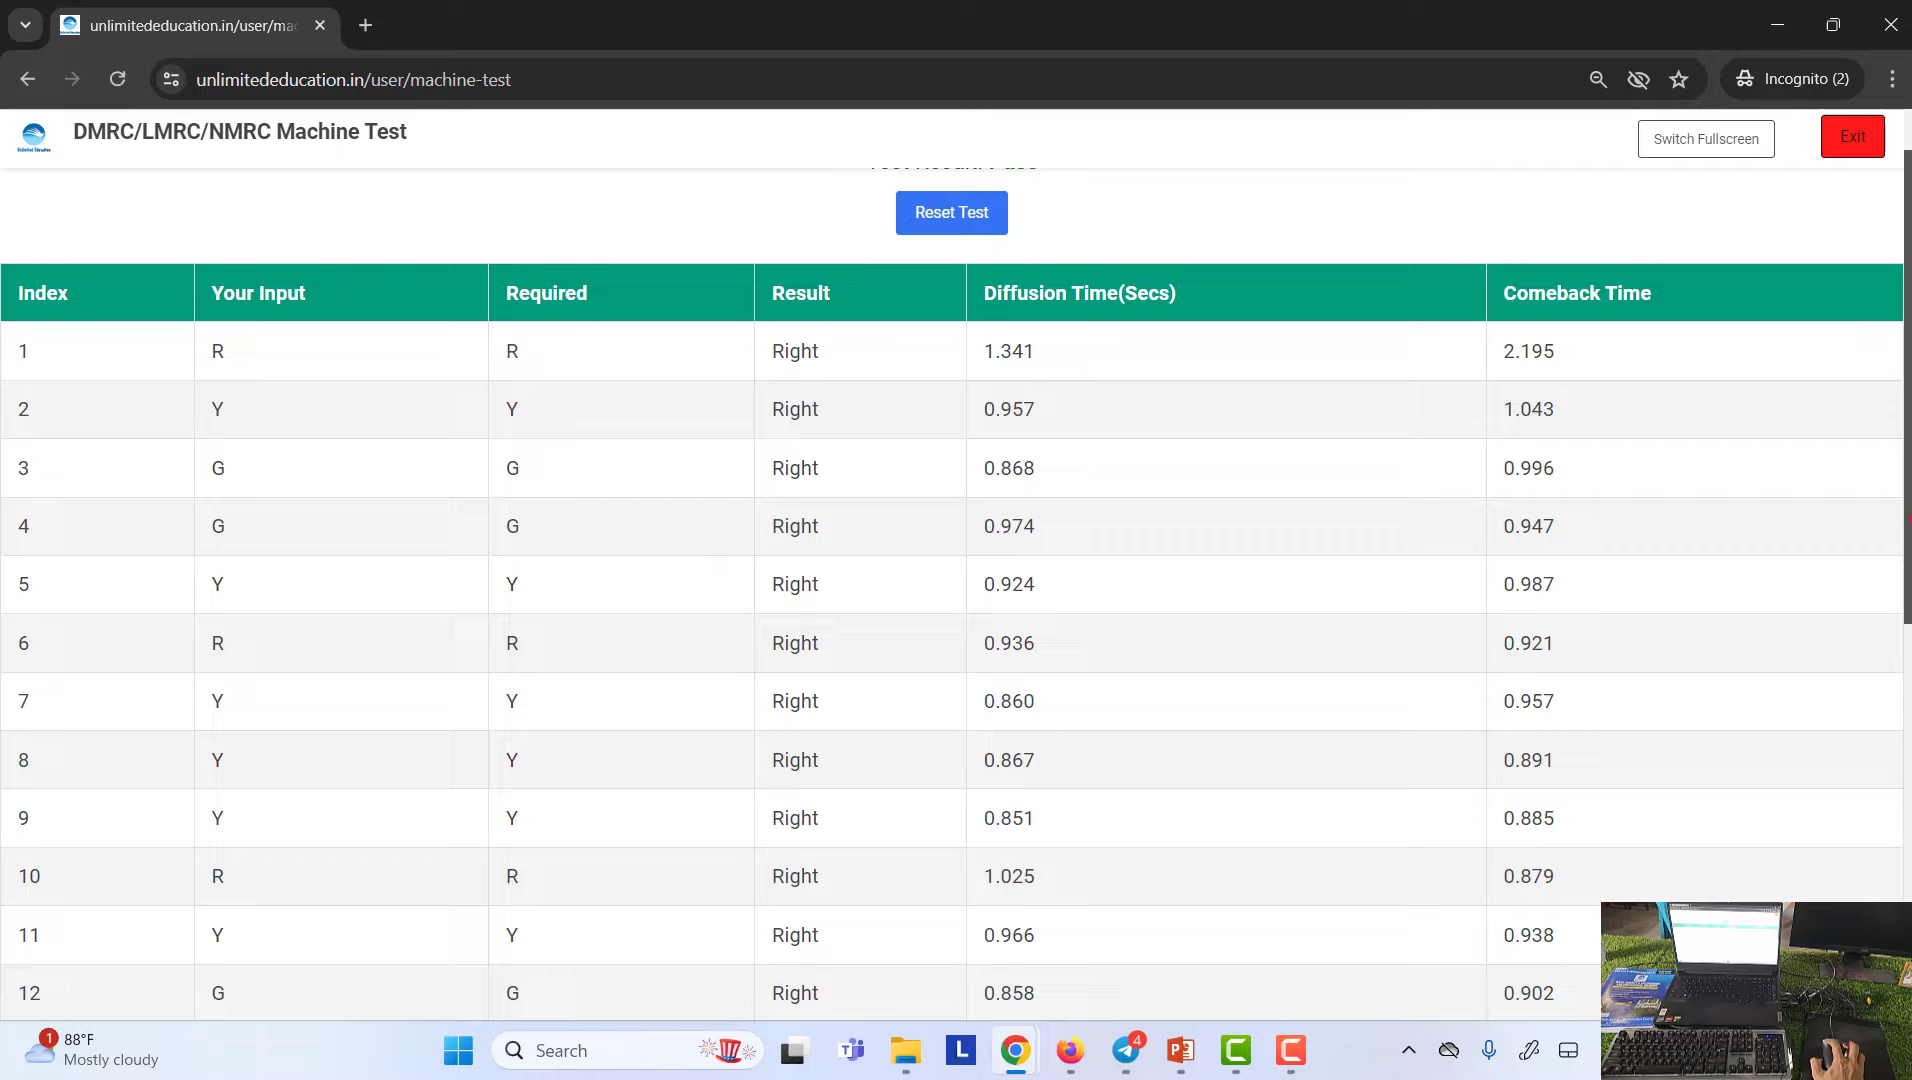 unlimitededucation.in/user/ma
unlimitededucation.in/user/machine-test
Incognito (2)
DMRC/LMRC/NMRC Machine Test
Switch Fullscreen
Exit
Reset Test
Index Your Input Required Result Diffusion Time(Secs) Comeback Time
1 R R Right 1.341 2.195
2 Y Y Right 0.957 1.043
3 G G Right 0.868 0.996
4 G G Right 0.974 0.947
5 Y Y Right 0.924 0.987
6 R R Right 0.936 0.921
7 Y Y Right 0.860 0.957
8 Y Y Right 0.867 0.891
9 Y Y Right 0.851 0.885
10 R R Right 1.025 0.879
11 Y Y Right 0.966 0.938
12 G G Right 0.858 0.902
1
88°F
Mostly cloudy
Search
L
4